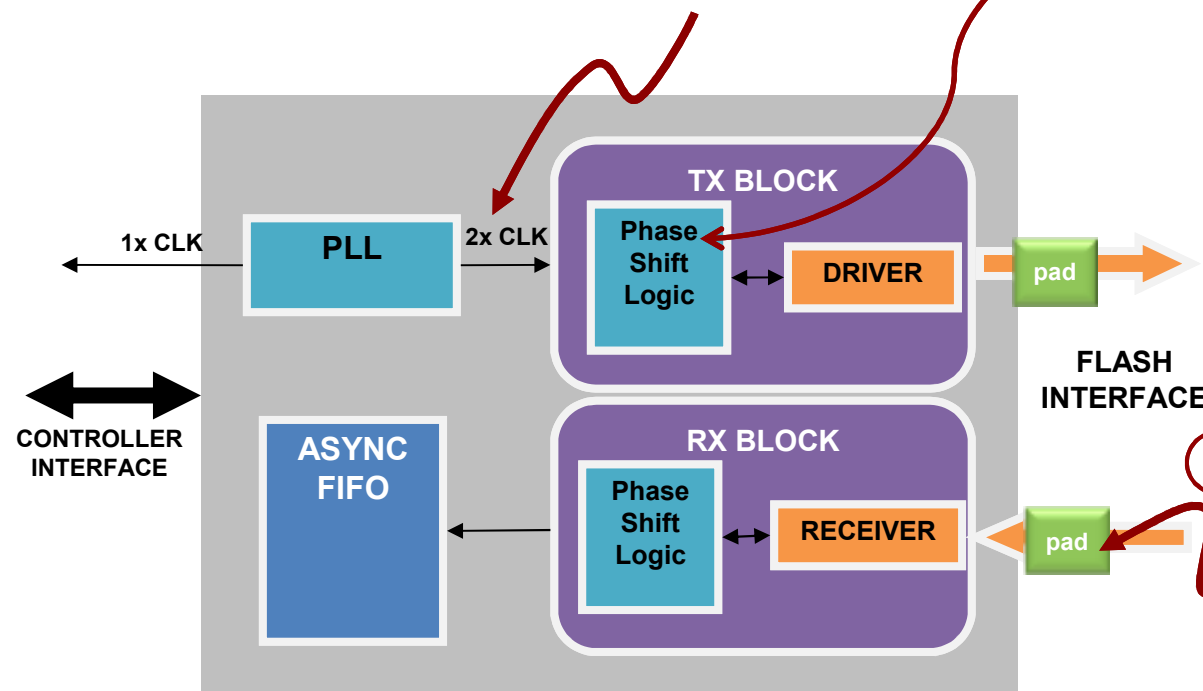 TX BLOCK
1x CLK
PLL
2x CLK
Phase
Shift
Logic
DRIVER
pad
FLASH
INTERFACE
CONTROLLER
INTERFACE
ASYNC
FIFO
RX BLOCK
Phase
Shift
Logic
RECEIVER
pad